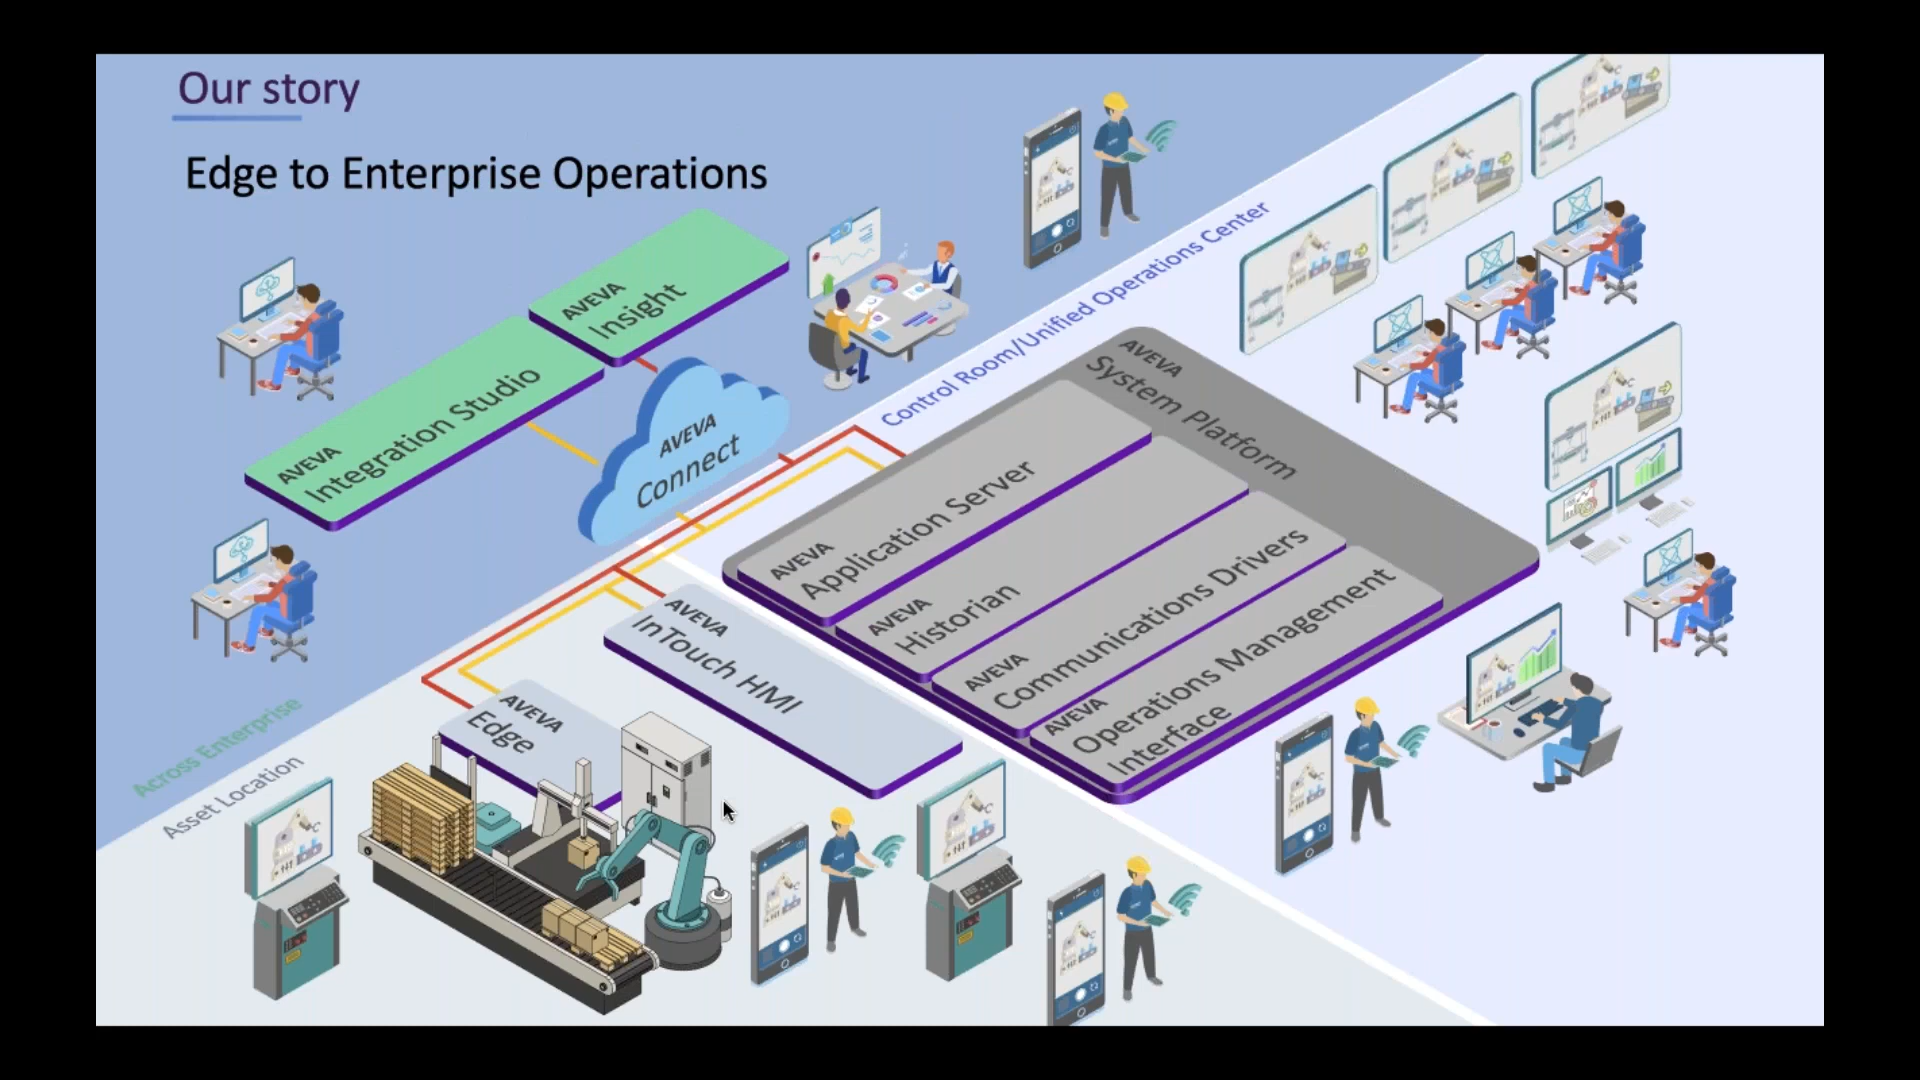 Our story
Edge to Enterprise Operations
AVEVA
Insight
AVEVA
Integration Studio
AVEVA
Connect
Control Room/Unified Operations Center
AVEVA
System Platform
AVEVA
Application Server
AVEVA
Historian
AVEVA
Communications Drivers
AVEVA
Operations Management
Interface
AVEVA
InTouch HMI
AVEVA
Edge
Across Enterprise
Asset Location